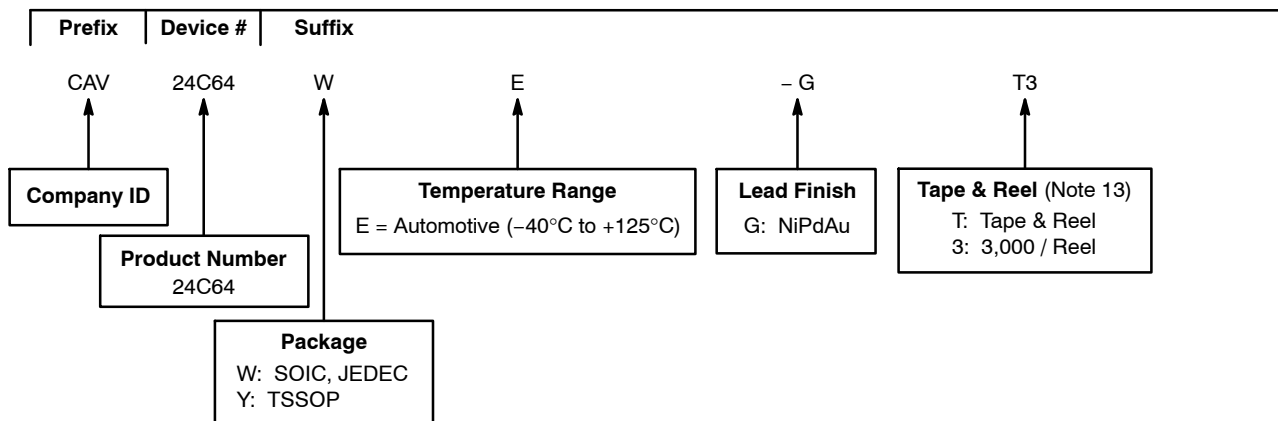 Prefix Device # Suffix
CAV 24C64 W E – G T3
Company ID
Product Number
24C64
Package
W: SOIC, JEDEC
Y: TSSOP
Temperature Range
E = Automotive (−40°C to +125°C)
Lead Finish
G: NiPdAu
Tape & Reel (Note 13)
T: Tape & Reel
3: 3,000 / Reel